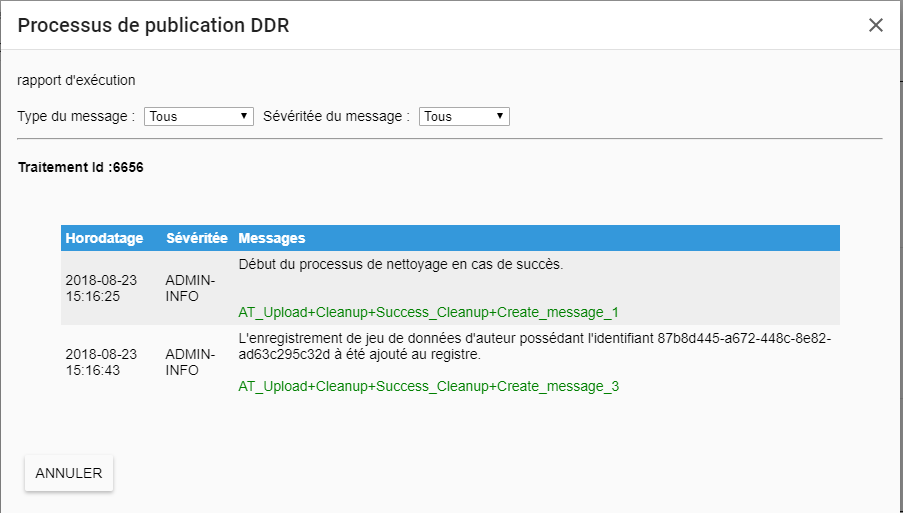 Processus de publication DDR
rapport d'exécution
Type du message : Tous Sévéritée du message : Tous
Traitement Id :6656
Horodatage Sévéritée Messages
2018-08-23
15:16:25
ADMIN-
INFO
Début du processus de nettoyage en cas de succès.
AT_Upload+Cleanup+Success_Cleanup+Create_message_1
2018-08-23
15:16:43
ADMIN-
INFO
L'enregistrement de jeu de données d'auteur possédant l'identifiant 87b8d445-a672-448c-8e82-
ad63c295c32d à été ajouté au registre.
AT_Upload+Cleanup+Success_Cleanup+Create_message_3
ANNULER